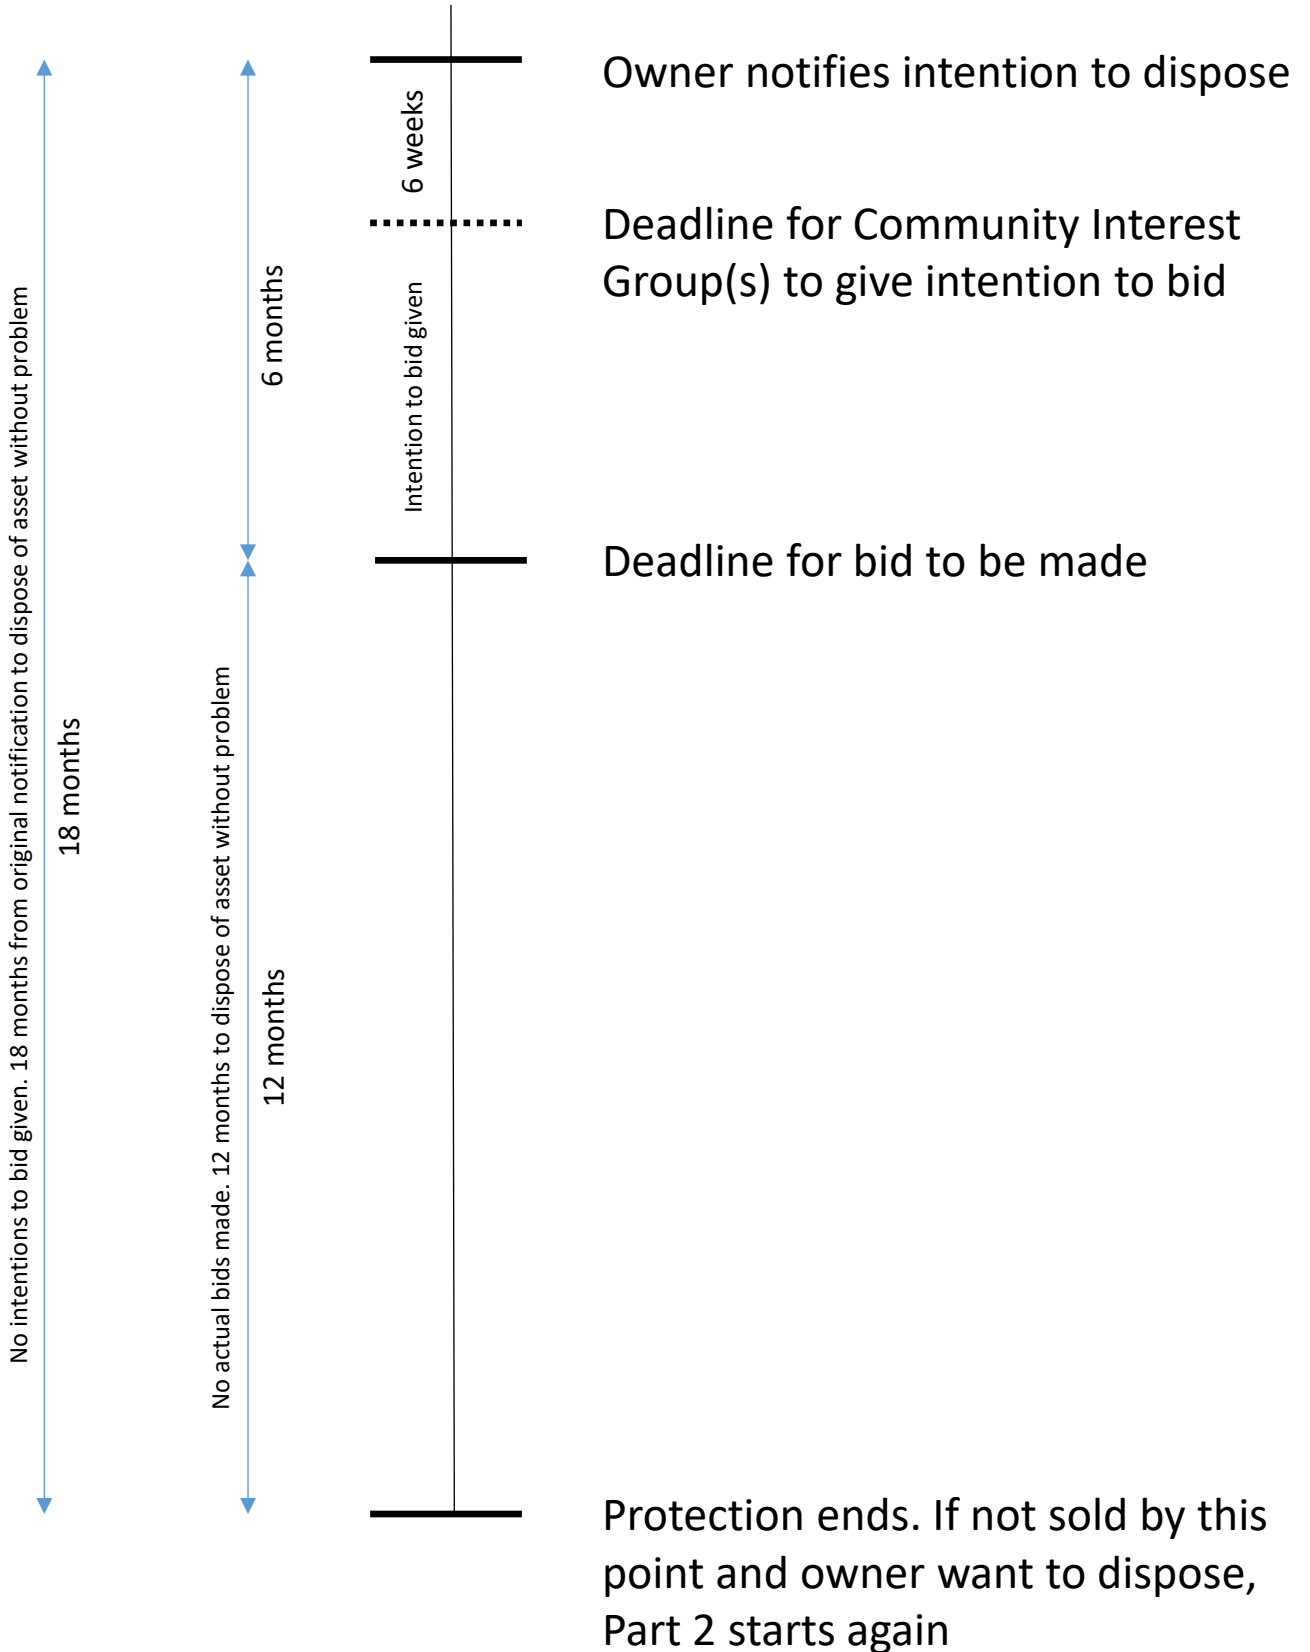 Owner notifies intention to dispose
6 weeks
Deadline for Community Interest
Group(s) to give intention to bid
6 months
Intention to bid given
Deadline for bid to be made
No intentions to bid given. 18 months from original notification to dispose of asset without problem
18 months
No actual bids made. 12 months to dispose of asset without problem
12 months
Protection ends. If not sold by this
point and owner want to dispose,
Part 2 starts again